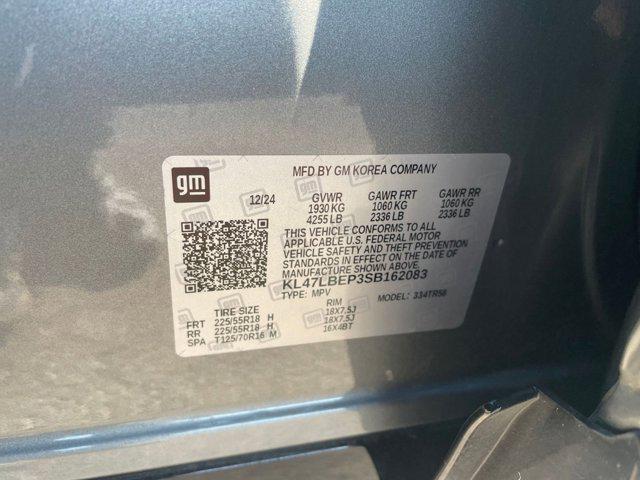 gm
MFD BY GM KOREA COMPANY
12/24 GVWR GAWR FRT GAWR RR
1930 KG 1060 KG 1060 KG
4255 LB 2336 LB 2336 LB
THIS VEHICLE CONFORMS TO ALL
APPLICABLE U.S. FEDERAL MOTOR
VEHICLE SAFETY AND THEFT PREVENTION
STANDARDS IN EFFECT ON THE DATE OF
MANUFACTURE SHOWN ABOVE.
KL47LBEP3SB162083
TYPE: MPV MODEL: 334TR56
TIRE SIZE RIM
FRT 225/55R18 H 18X7.5J
RR 225/55R18 H 18X7.5J
SPA T125/70R16 M 16X4BT